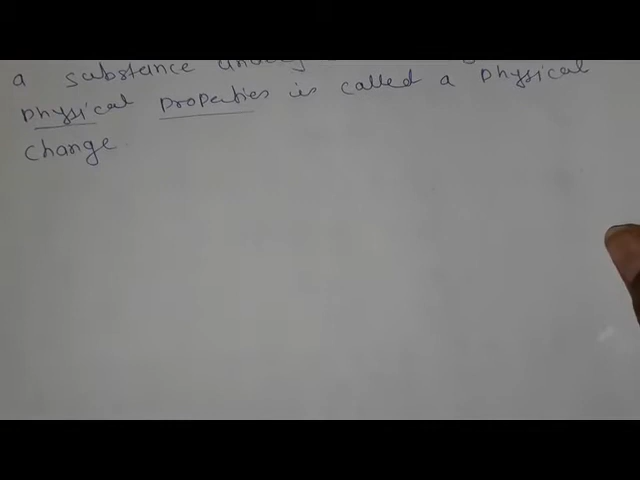 a substance
physical properties is called a physical
change.